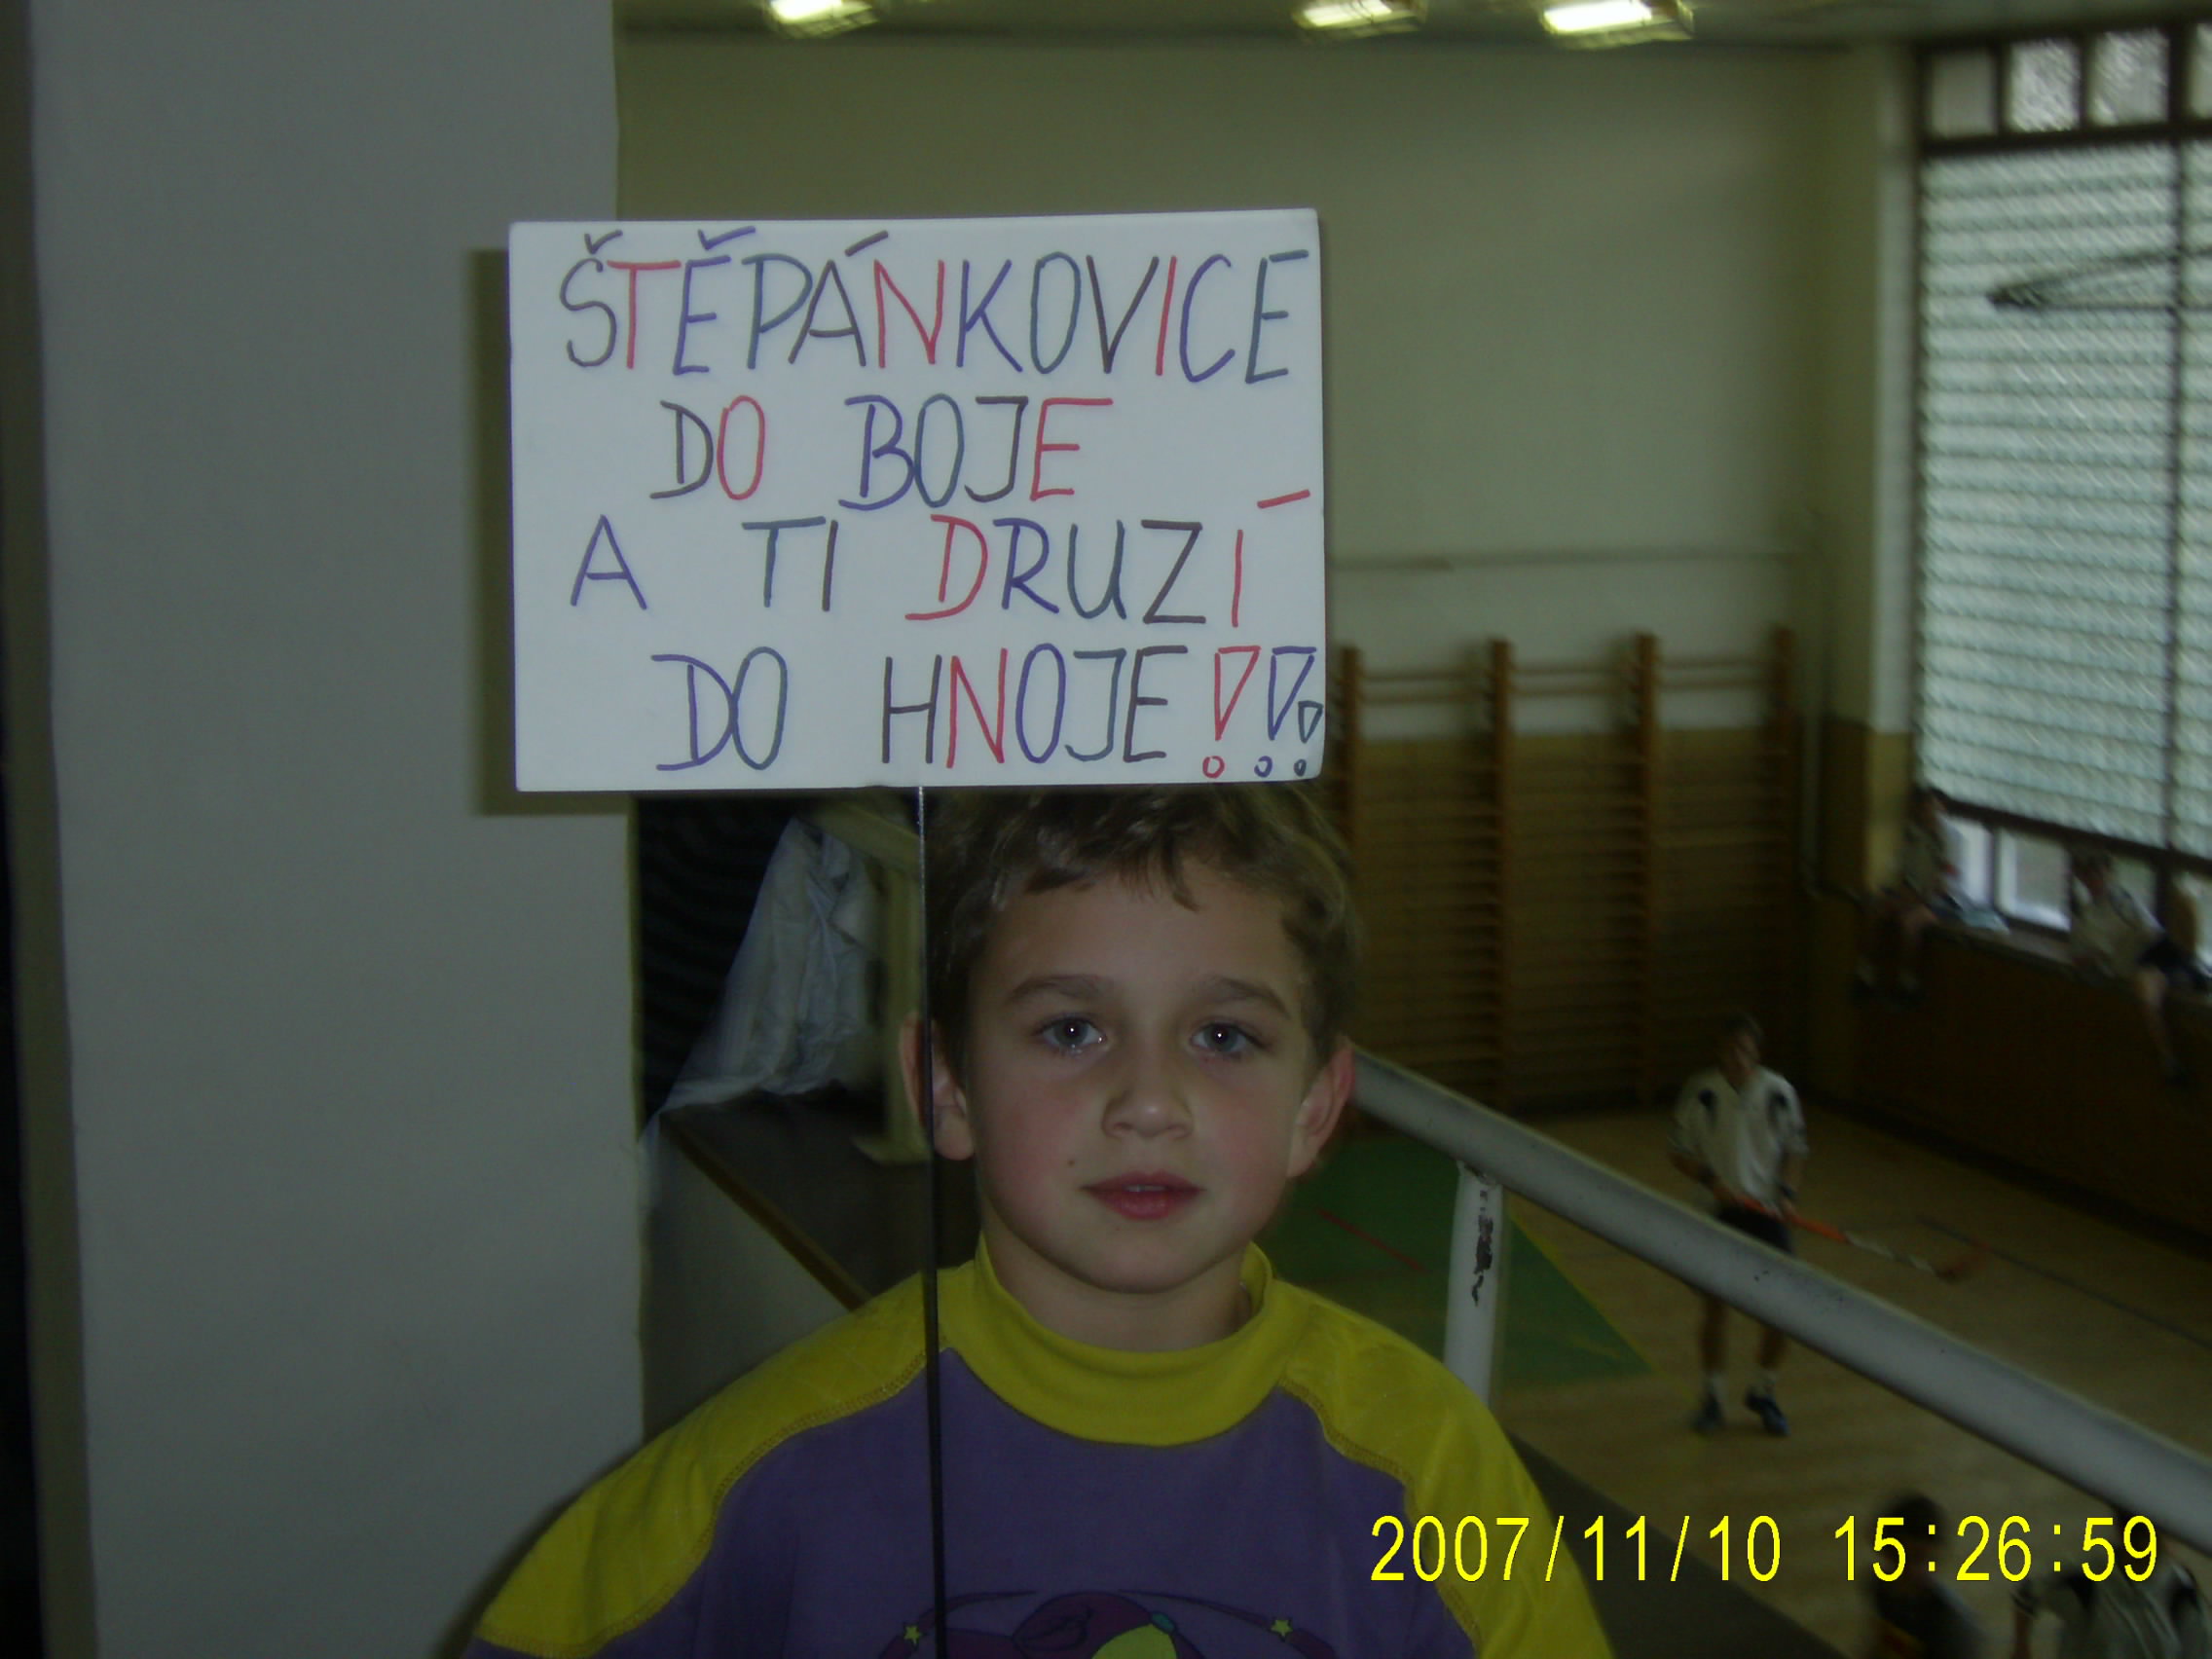 ŠTĚPÁNKOVICE
DO BOJE
A TI DRUZÍ
DO HNOJE!!!
2007/11/10 15:26:59